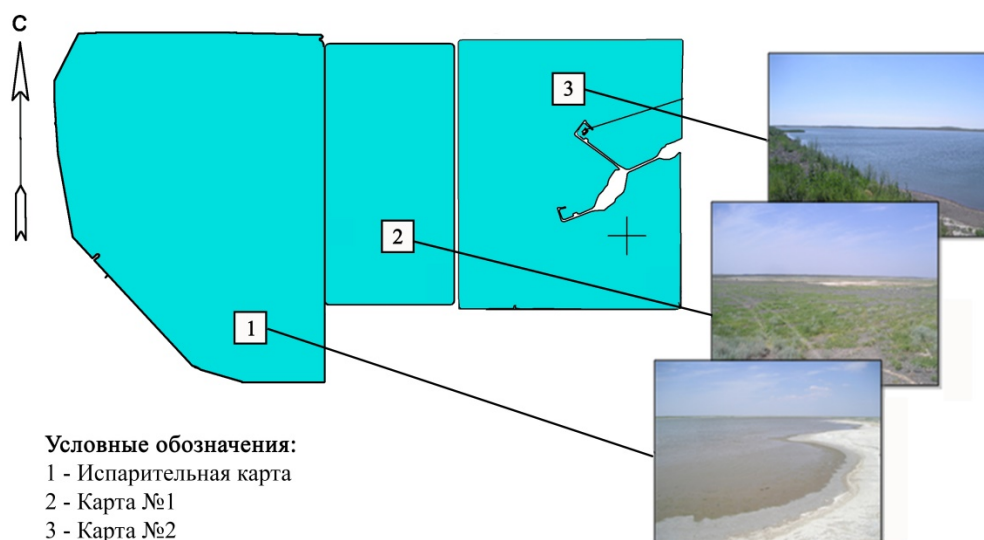 С
3
2
1
Условные обозначения:
1 - Испарительная карта
2 - Карта №1
3 - Карта №2